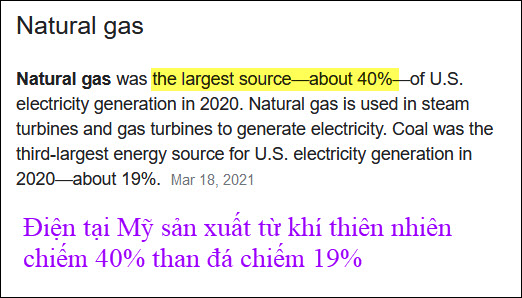 Natural gas
Natural gas was the largest source—about 40%—of U.S.
electricity generation in 2020. Natural gas is used in steam
turbines and gas turbines to generate electricity. Coal was the
third-largest energy source for U.S. electricity generation in
2020—about 19%. Mar 18, 2021
Điện tại Mỹ sản xuất từ khí thiên nhiên
chiếm 40% than đá chiếm 19%